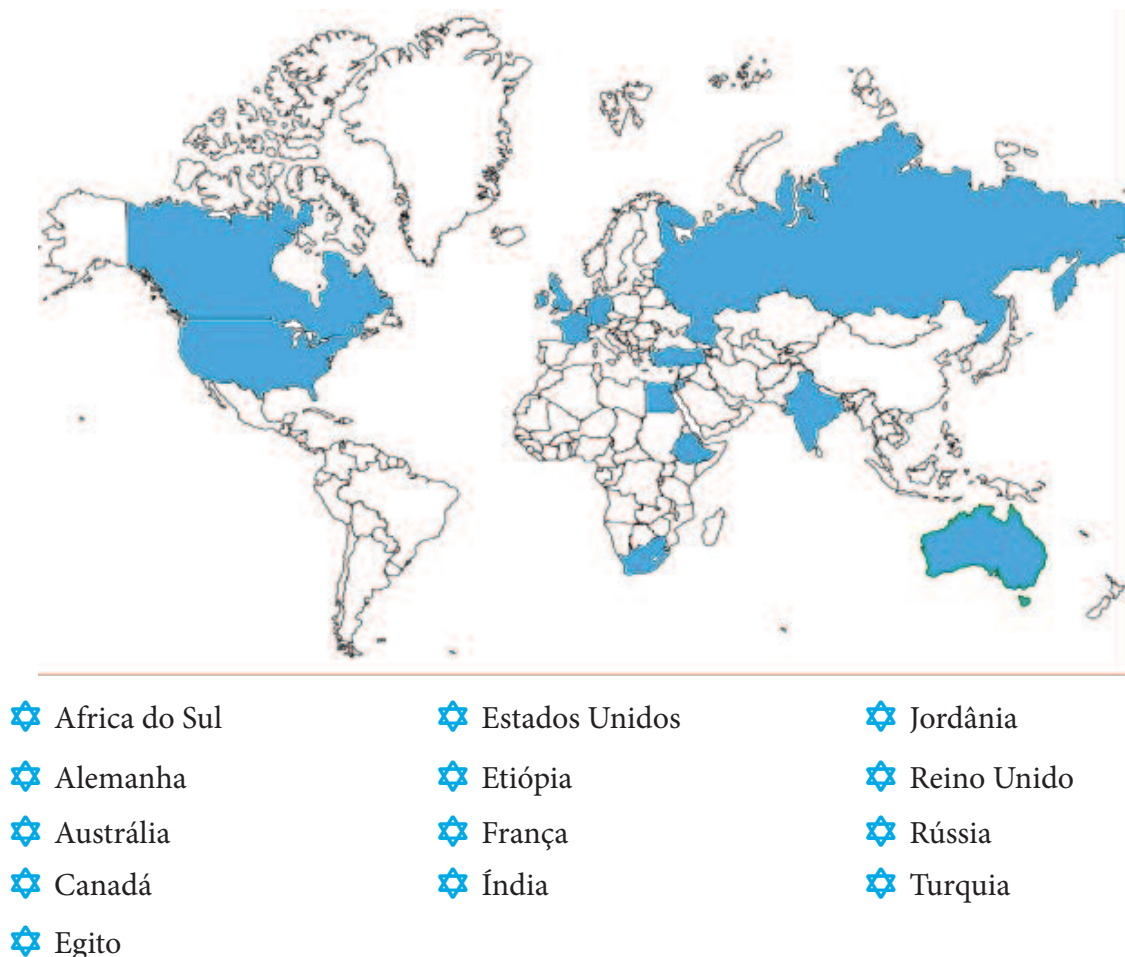 Africa do Sul
Alemanha
Austrália
Canadá
Egito
Estados Unidos
Etiópia
França
Índia
Jordânia
Reino Unido
Rússia
Turquia